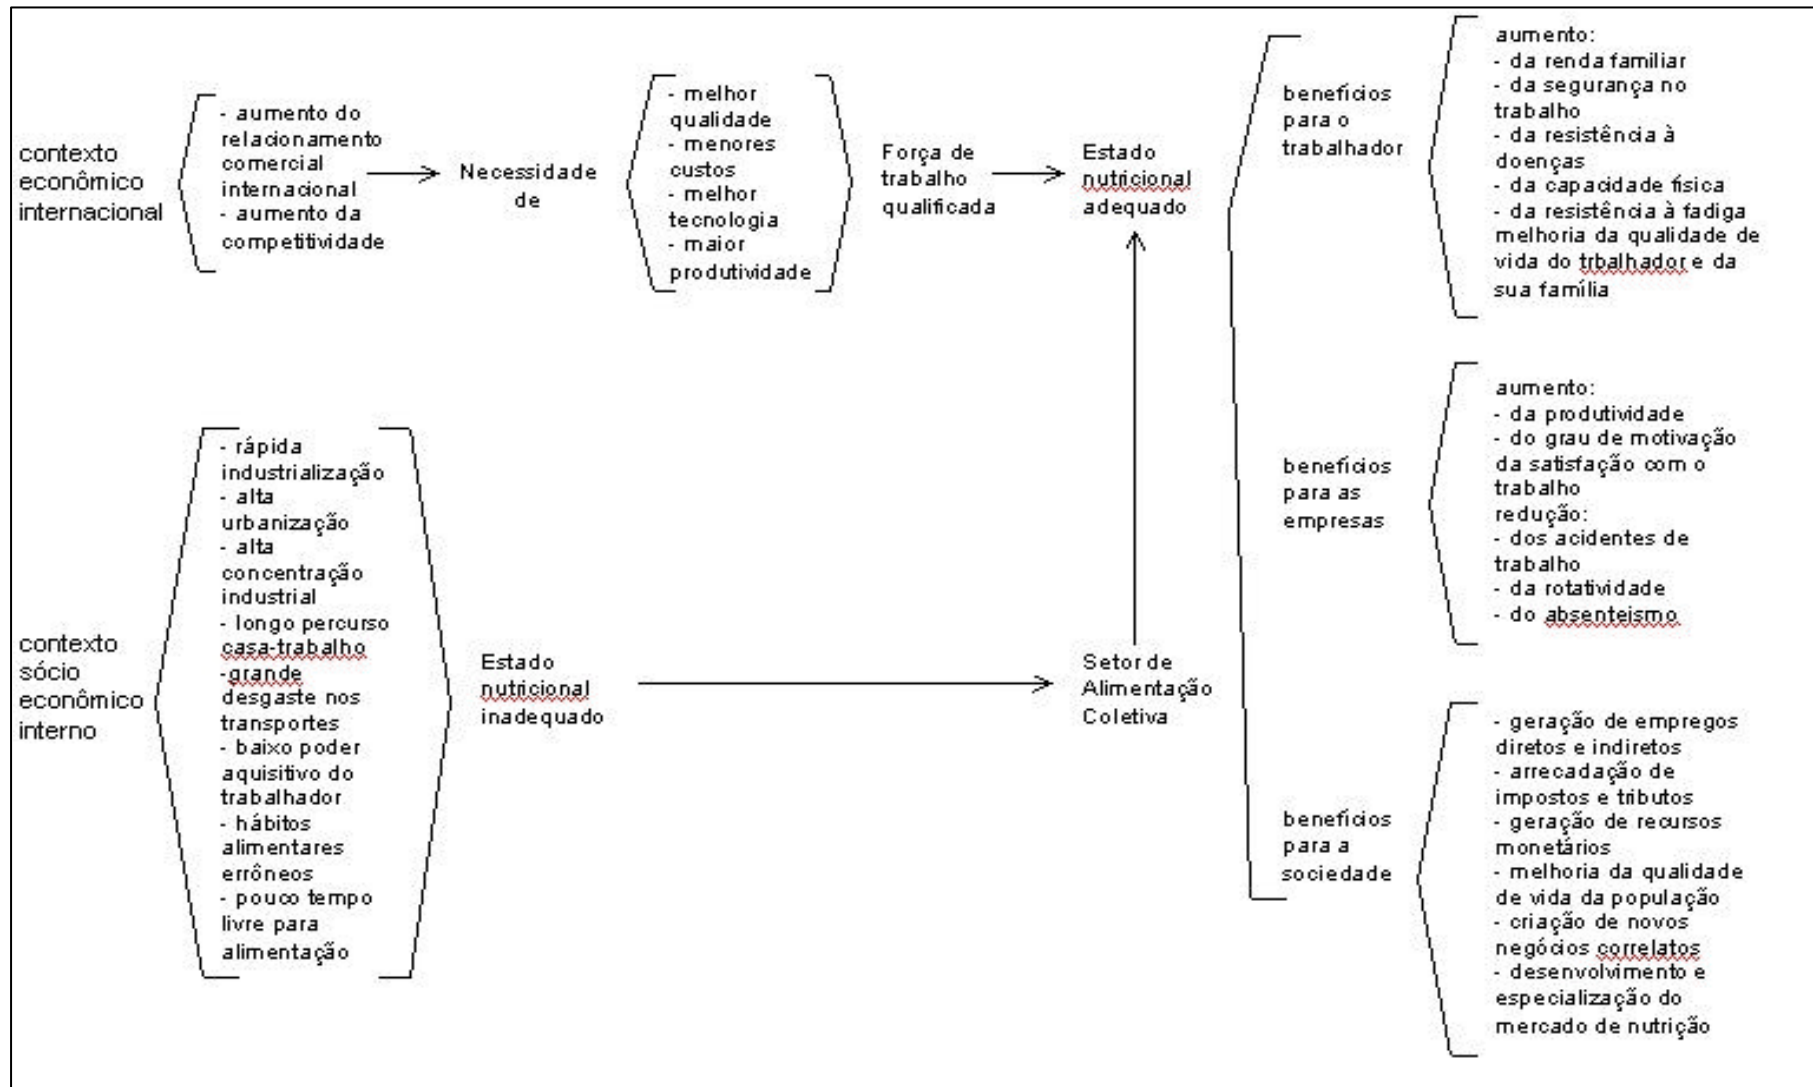 contexto
econômico
internacional
- aumento do
relacionamento
comercial
internacional
- aumento da
competitividade
Necessidade
de
- melhor
qualidade
- menores
custos
- melhor
tecnologia
- maior
produtividade
Força de
trabalho
qualificada
Estado
nutricional
adequado
benefícios
para o
trabalhador
aumento:
- da renda familiar
- da segurança no
trabalho
- da resistência à
doenças
- da capacidade física
- da resistência à fadiga
melhoria da qualidade de
vida do trbalhador e da
sua família
benefícios
para as
empresas
aumento:
- da produtividade
- do grau de motivação
da satisfação com o
trabalho
redução:
- dos acidentes de
trabalho
- da rotatividade
- do absenteismo
contexto
sócio
econômico
interno
- rápida
industrialização
- alta
urbanização
- alta
concentração
industrial
- longo percurso
casa-trabalho
-grande
desgaste nos
transportes
- baixo poder
aquisitivo do
trabalhador
- hábitos
alimentares
errôneos
- pouco tempo
livre para
alimentação
Estado
nutricional
inadequado
Setor de
Alimentação
Coletiva
benefícios
para a
sociedade
- geração de empregos
diretos e indiretos
- arrecadação de
impostos e tributos
- geração de recursos
monetários
- melhoria da qualidade
de vida da população
- criação de novos
negócios correlatos
- desenvolvimento e
especialização do
mercado de nutrição